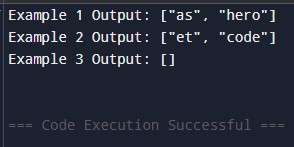 Example 1 Output: ["as", "hero"]
Example 2 Output: ["et", "code"]
Example 3 Output: []
=== Code Execution Successful ===